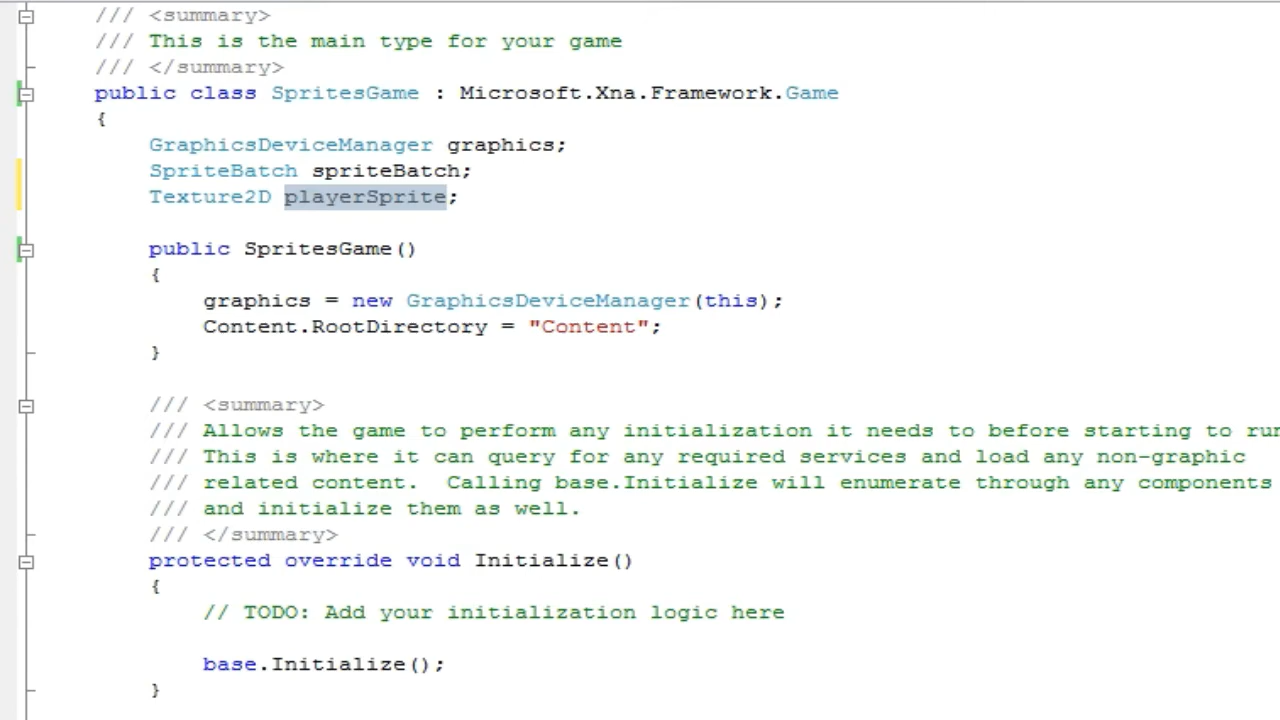 /// <summary>
/// This is the main type for your game
/// </summary>
public class SpritesGame : Microsoft.Xna.Framework.Game
{
GraphicsDeviceManager graphics;
SpriteBatch spriteBatch;
Texture2D playerSprite;
public SpritesGame()
{
graphics = new GraphicsDeviceManager(this);
Content.RootDirectory = "Content";
}
/// <summary>
/// Allows the game to perform any initialization it needs to before starting to run
/// This is where it can query for any required services and load any non-graphic
/// related content.  Calling base.Initialize will enumerate through any components
/// and initialize them as well.
/// </summary>
protected override void Initialize()
{
// TODO: Add your initialization logic here
base.Initialize();
}